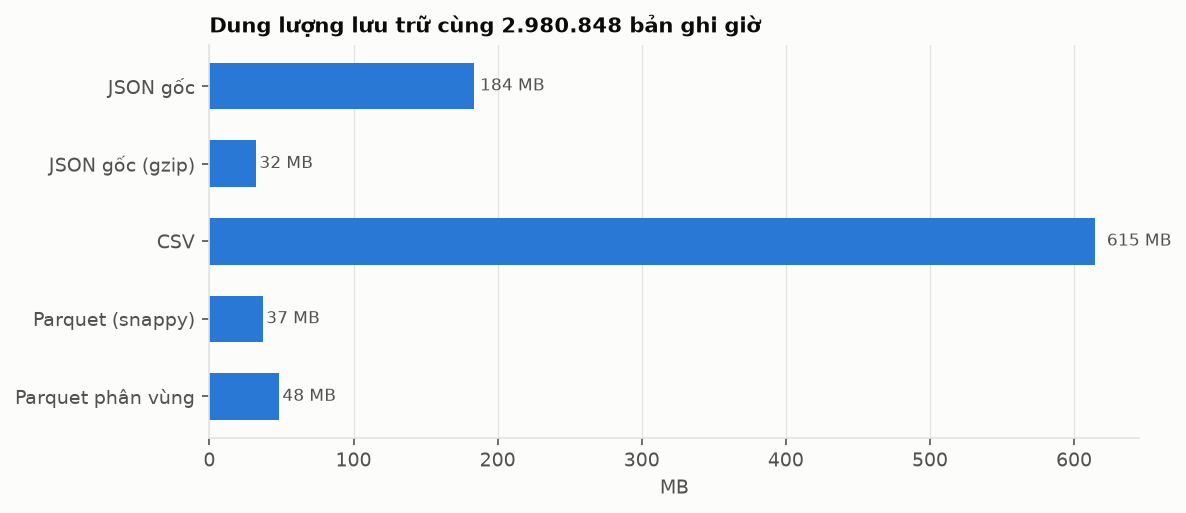 Dung lượng lưu trữ cùng 2.980.848 bản ghi giờ
JSON gốc
184 MB
JSON gốc (gzip)
32 MB
CSV
615 MB
Parquet (snappy)
37 MB
Parquet phân vùng
48 MB
0 100 200 300 400 500 600
MB